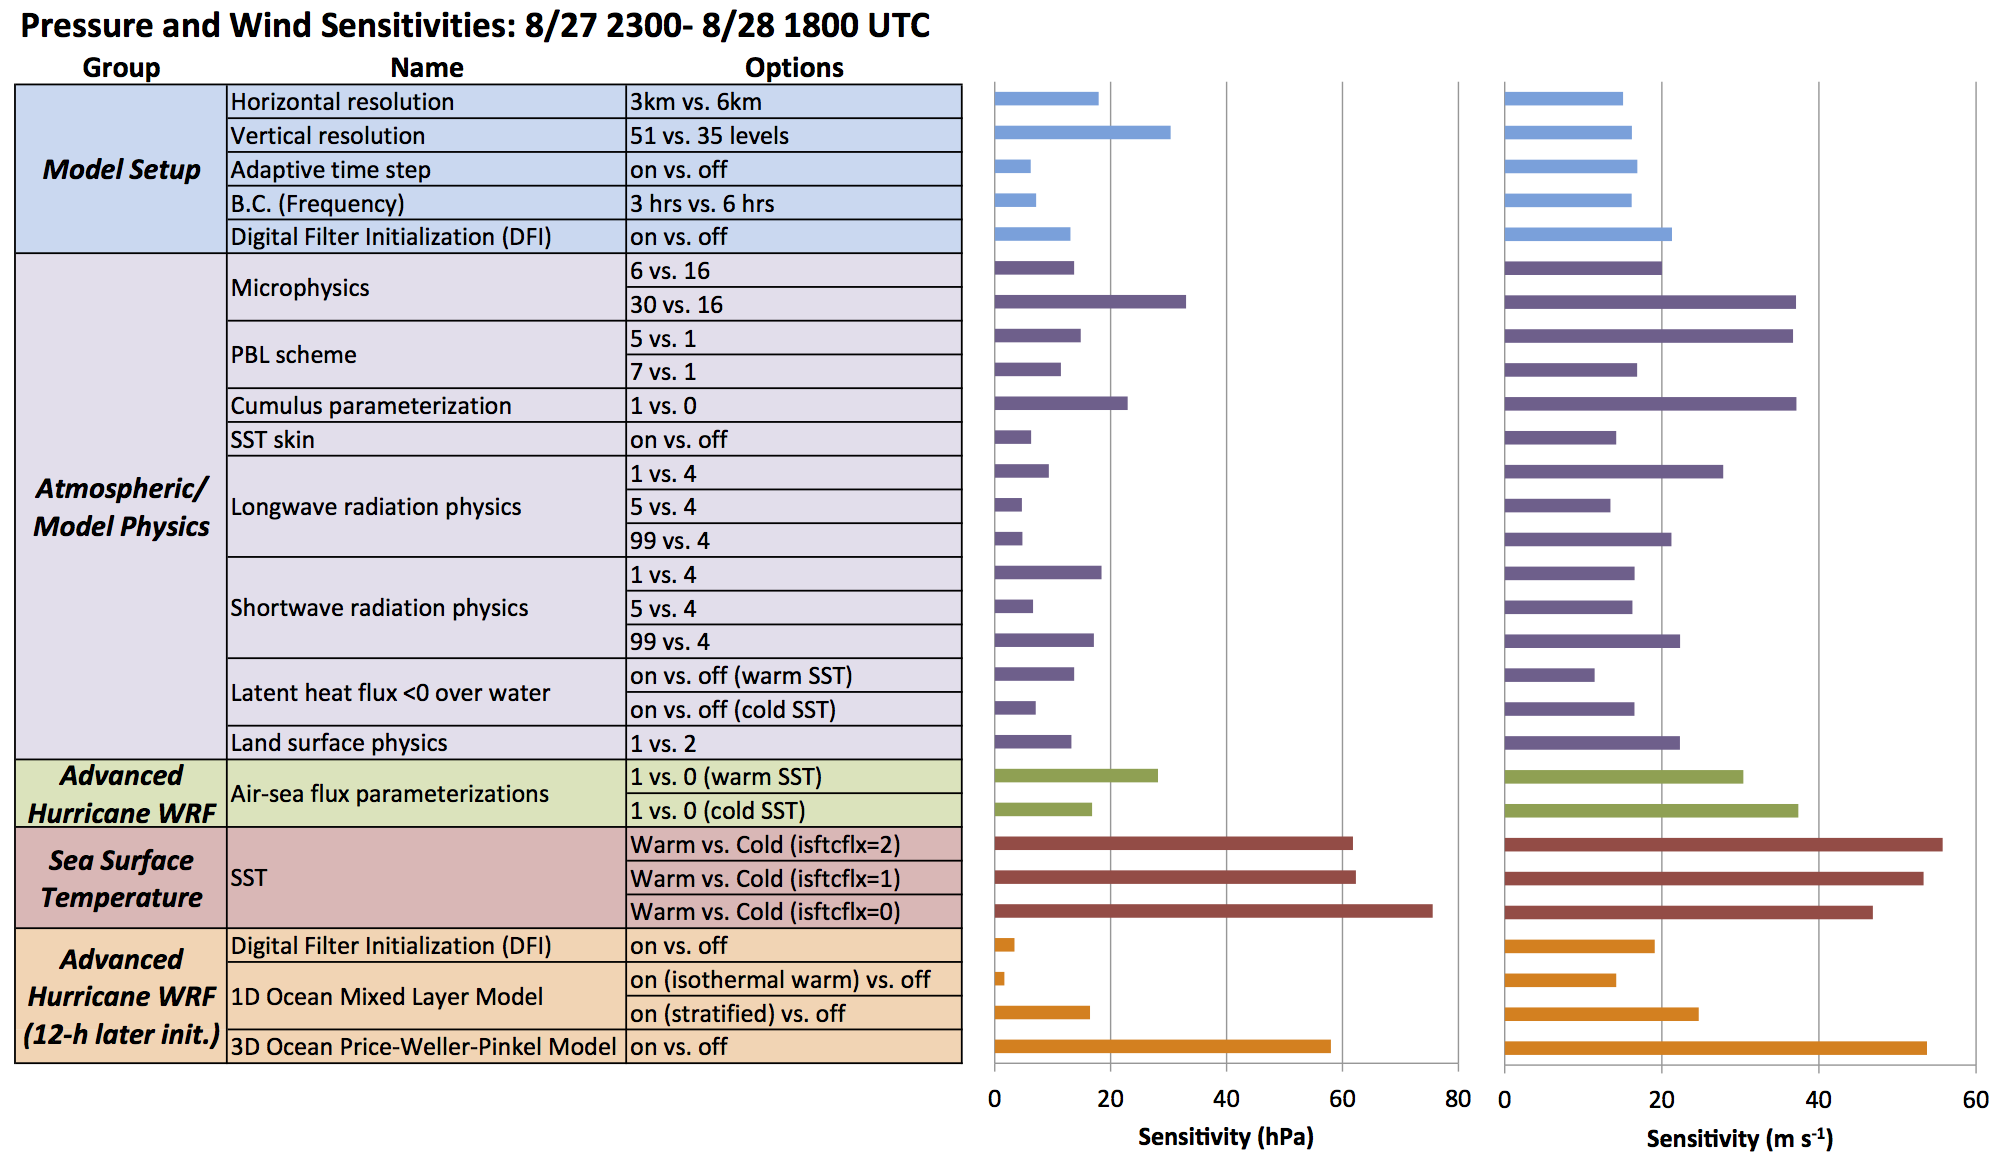 Pressure and Wind Sensitivities: 8/27 2300- 8/28 1800 UTC
Group Name Options
Model Setup
Horizontal resolution 3km vs. 6km
Vertical resolution 51 vs. 35 levels
Adaptive time step on vs. off
B.C. (Frequency) 3 hrs vs. 6 hrs
Digital Filter Initialization (DFI) on vs. off
Atmospheric/
Model Physics
Microphysics
6 vs. 16
30 vs. 16
PBL scheme
5 vs. 1
7 vs. 1
Cumulus parameterization 1 vs. 0
SST skin on vs. off
Longwave radiation physics
1 vs. 4
5 vs. 4
99 vs. 4
Shortwave radiation physics
1 vs. 4
5 vs. 4
99 vs. 4
Latent heat flux <0 over water
on vs. off (warm SST)
on vs. off (cold SST)
Land surface physics 1 vs. 2
Advanced
Hurricane WRF
Air-sea flux parameterizations
1 vs. 0 (warm SST)
1 vs. 0 (cold SST)
Sea Surface
Temperature
SST
Warm vs. Cold (isftcflx=2)
Warm vs. Cold (isftcflx=1)
Warm vs. Cold (isftcflx=0)
Advanced
Hurricane WRF
(12-h later init.)
Digital Filter Initialization (DFI) on vs. off
1D Ocean Mixed Layer Model
on (isothermal warm) vs. off
on (stratified) vs. off
3D Ocean Price-Weller-Pinkel Model on vs. off
0 20 40 60 80
Sensitivity (hPa)
0 20 40 60
Sensitivity (m s-1)